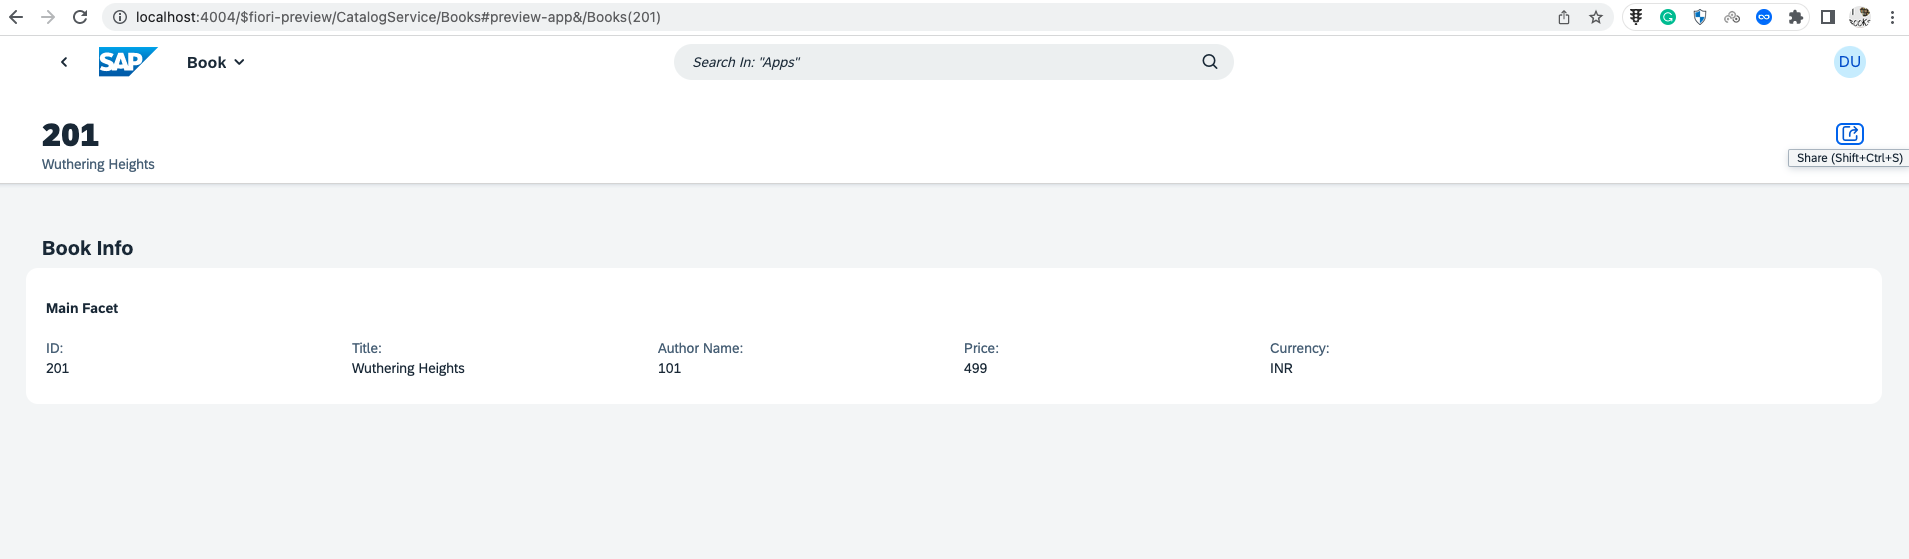 localhost:4004/$fiori-preview/CatalogService/Books#preview-app&/Books(201)
SAP Book Search In: "Apps" DU
201
Wuthering Heights
Share (Shift+Ctrl+S)
Book Info
Main Facet
ID: Title: Author Name: Price: Currency:
201 Wuthering Heights 101 499 INR